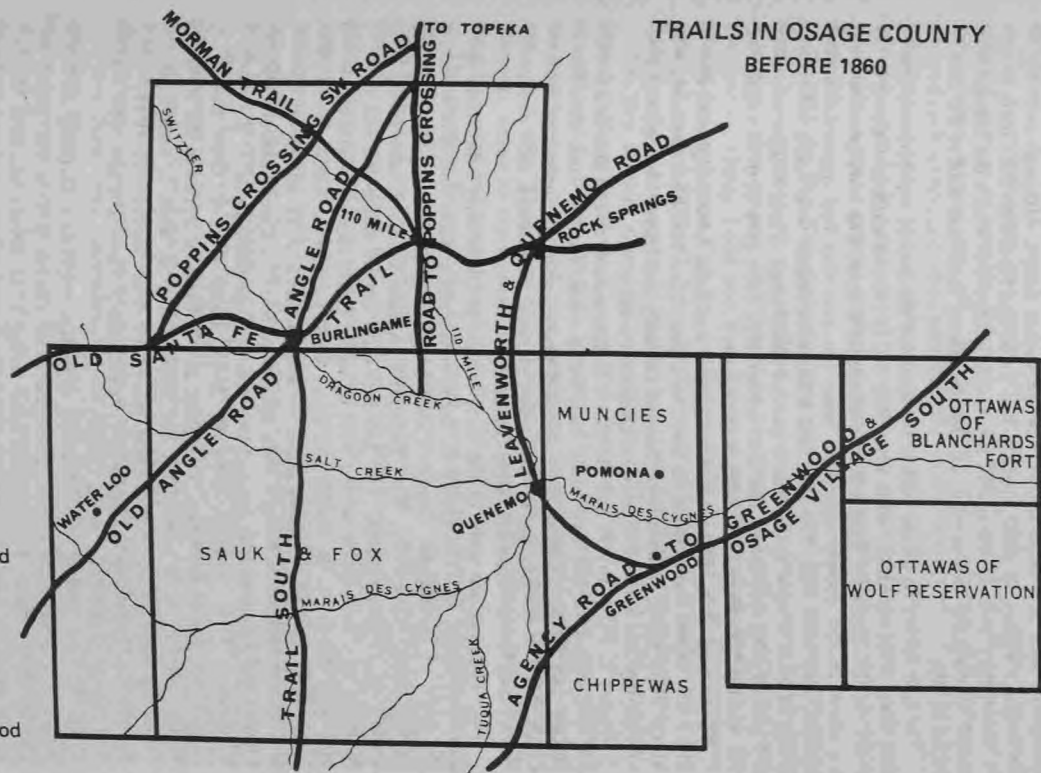 TRAILS IN OSAGE COUNTY
BEFORE 1860
TO TOPEKA
MORMAN TRAIL
POPPINS CROSSING SW ROAD
SWITZLER
ANGLE ROAD
110 MILE
ROAD TO POPPINS CROSSING
LEAVENWORTH & QUENEMO ROAD
ROCK SPRINGS
OLD SANTA FE TRAIL
BURLINGAME
110 MILE
DRAGOON CREEK
OLD ANGLE ROAD
WATER LOO
SALT CREEK
MUNCIES
POMONA
QUENEMO
MARAIS DES CYGNES
SAUK & FOX
MARAIS DES CYGNES
TRAIL SOUTH
TUQUA CREEK
AGENCY ROAD TO GREENWOOD &
OSAGE VILLAGE SOUTH
GREENWOOD
CHIPPEWAS
OTTAWAS
OF
BLANCHARDS
FORT
OTTAWAS OF
WOLF RESERVATION